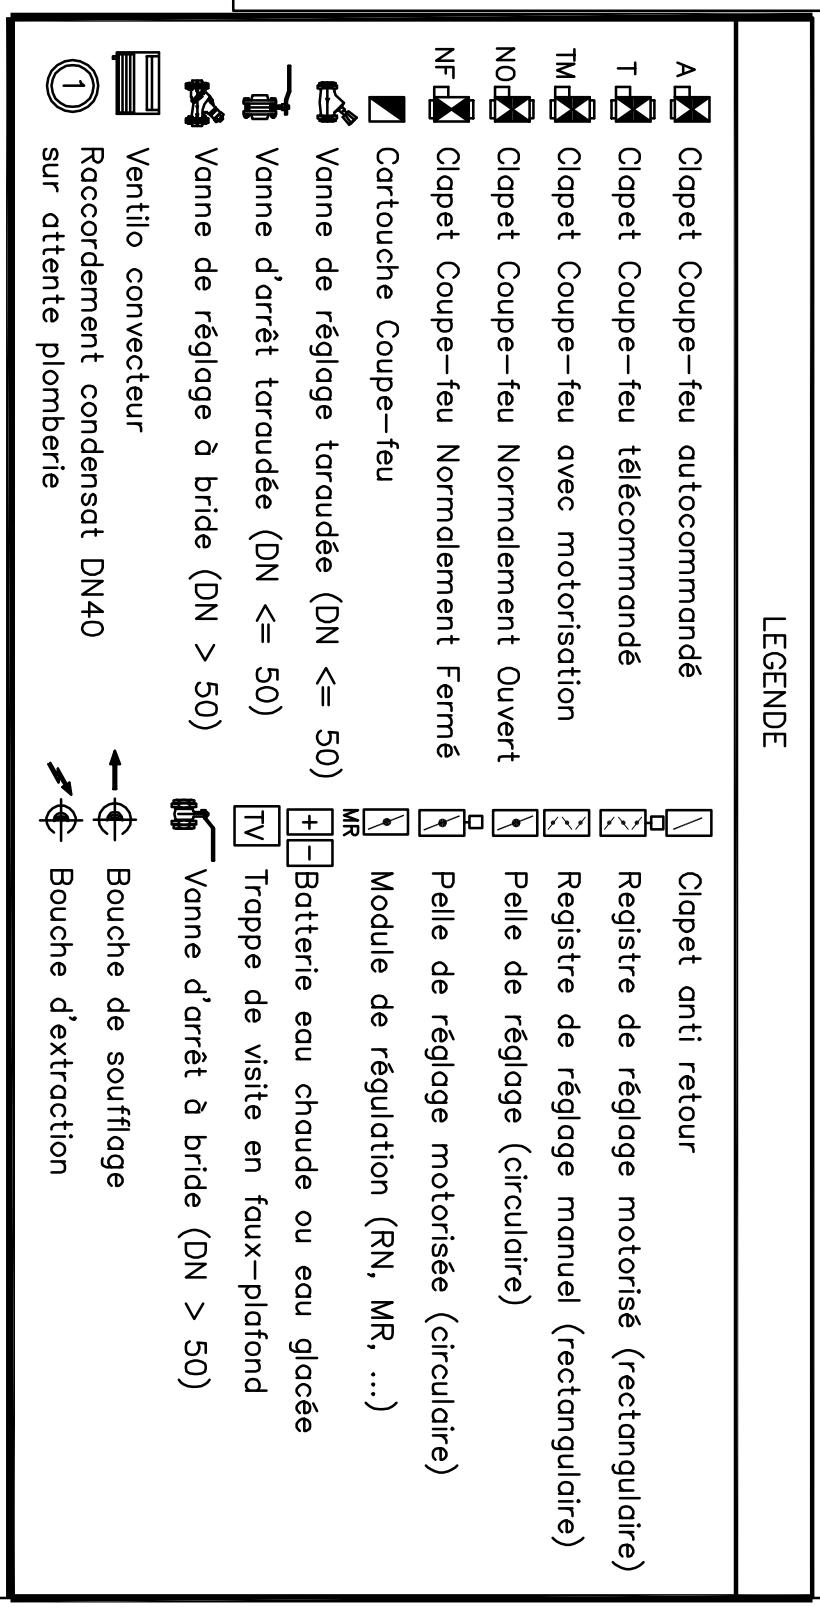 LEGENDE
A Clapet Coupe-feu autocommandé
T Clapet Coupe-feu télécommandé
TM Clapet Coupe-feu avec motorisation
NO Clapet Coupe-feu Normalement Ouvert
NF Clapet Coupe-feu Normalement Fermé
Cartouche Coupe-feu
Vanne de réglage taraudée (DN <= 50)
Vanne d'arrêt taraudée (DN <= 50)
Vanne de réglage à bride (DN > 50)
Ventilo convecteur
1 Raccordement condensat DN40
sur attente plomberie
Clapet anti retour
Registre de réglage motorisé (rectangulaire)
Registre de réglage manuel (rectangulaire)
Pelle de réglage (circulaire)
Pelle de réglage motorisée (circulaire)
MR Module de régulation (RN, MR, ...)
+ - Batterie eau chaude ou eau glacée
TV Trappe de visite en faux-plafond
Vanne d'arrêt à bride (DN > 50)
Bouche de soufflage
Bouche d'extraction